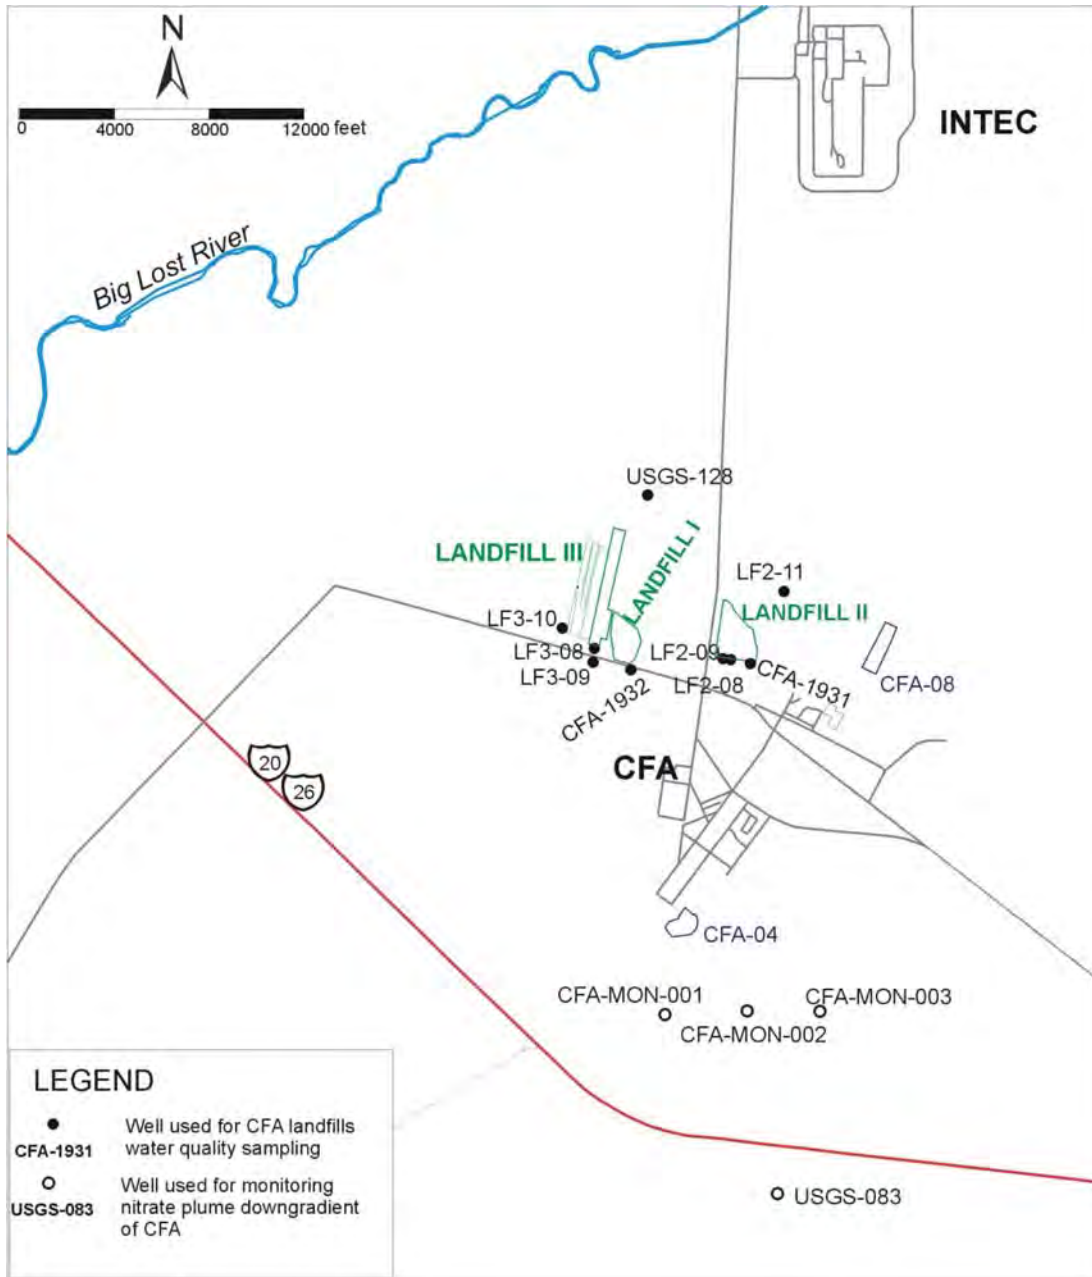 N
0 4000 8000 12000 feet
INTEC
Big Lost River
USGS-128
LANDFILL III
LANDFILL I
LF2-11
LANDFILL II
LF3-10
LF3-08
LF3-09
CFA-1932
LF2-09
LF2-08
CFA-1931
CFA-08
CFA
20
26
CFA-04
CFA-MON-001
CFA-MON-003
CFA-MON-002
LEGEND
Well used for CFA landfills
CFA-1931 water quality sampling
Well used for monitoring
USGS-083 nitrate plume downgradient
of CFA
USGS-083